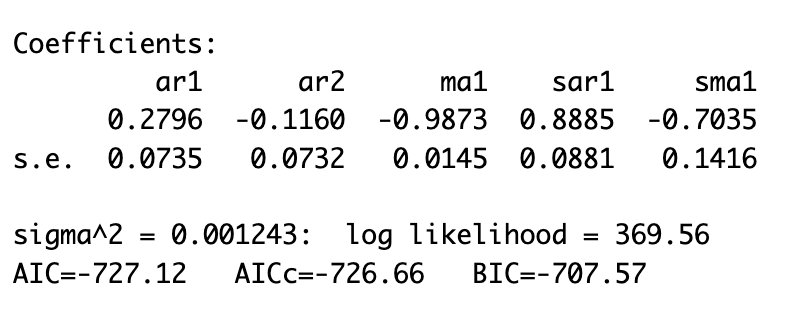 Coefficients:
ar1 ar2 ma1 sar1 sma1
0.2796 -0.1160 -0.9873 0.8885 -0.7035
s.e. 0.0735 0.0732 0.0145 0.0881 0.1416
sigma^2 = 0.001243: log likelihood = 369.56
AIC=-727.12 AICc=-726.66 BIC=-707.57